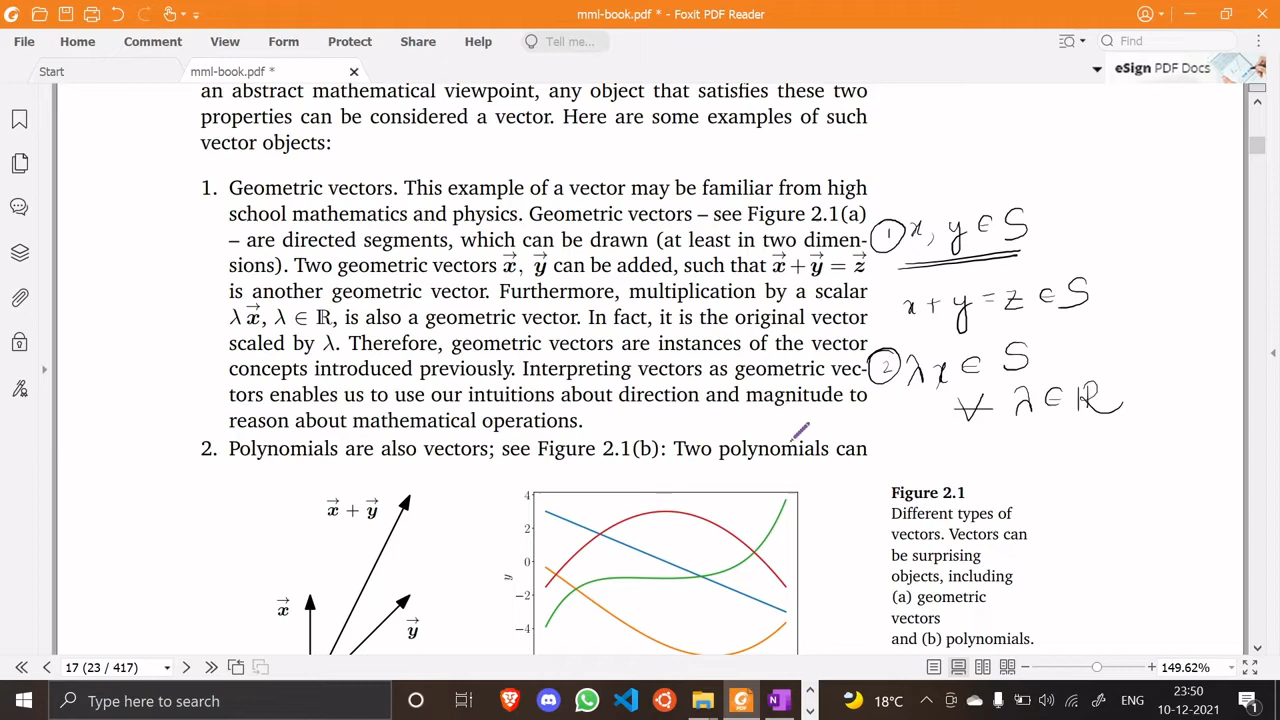 mml-book.pdf * - Foxit PDF Reader
File Home Comment View Form Protect Share Help Tell me... Find
Start mml-book.pdf * eSign PDF Docs
an abstract mathematical viewpoint, any object that satisfies these two
properties can be considered a vector. Here are some examples of such
vector objects:
1. Geometric vectors. This example of a vector may be familiar from high
school mathematics and physics. Geometric vectors – see Figure 2.1(a)
– are directed segments, which can be drawn (at least in two dimen-
sions). Two geometric vectors x⃗, y⃗ can be added, such that x⃗ + y⃗ = z⃗
is another geometric vector. Furthermore, multiplication by a scalar
λ x⃗, λ ∈ ℝ, is also a geometric vector. In fact, it is the original vector
scaled by λ. Therefore, geometric vectors are instances of the vector
concepts introduced previously. Interpreting vectors as geometric vec-
tors enables us to use our intuitions about direction and magnitude to
reason about mathematical operations.
2. Polynomials are also vectors; see Figure 2.1(b): Two polynomials can
① x, y ∈ S
x + y = z ∈ S
② λx ∈ S
∀ λ ∈ ℝ
x⃗ + y⃗
x⃗
y⃗
4
2
0
−2
−4
y
Figure 2.1
Different types of
vectors. Vectors can
be surprising
objects, including
(a) geometric
vectors
and (b) polynomials.
17 (23 / 417) 149.62%
Type here to search 18°C ENG 23:50
10-12-2021 1